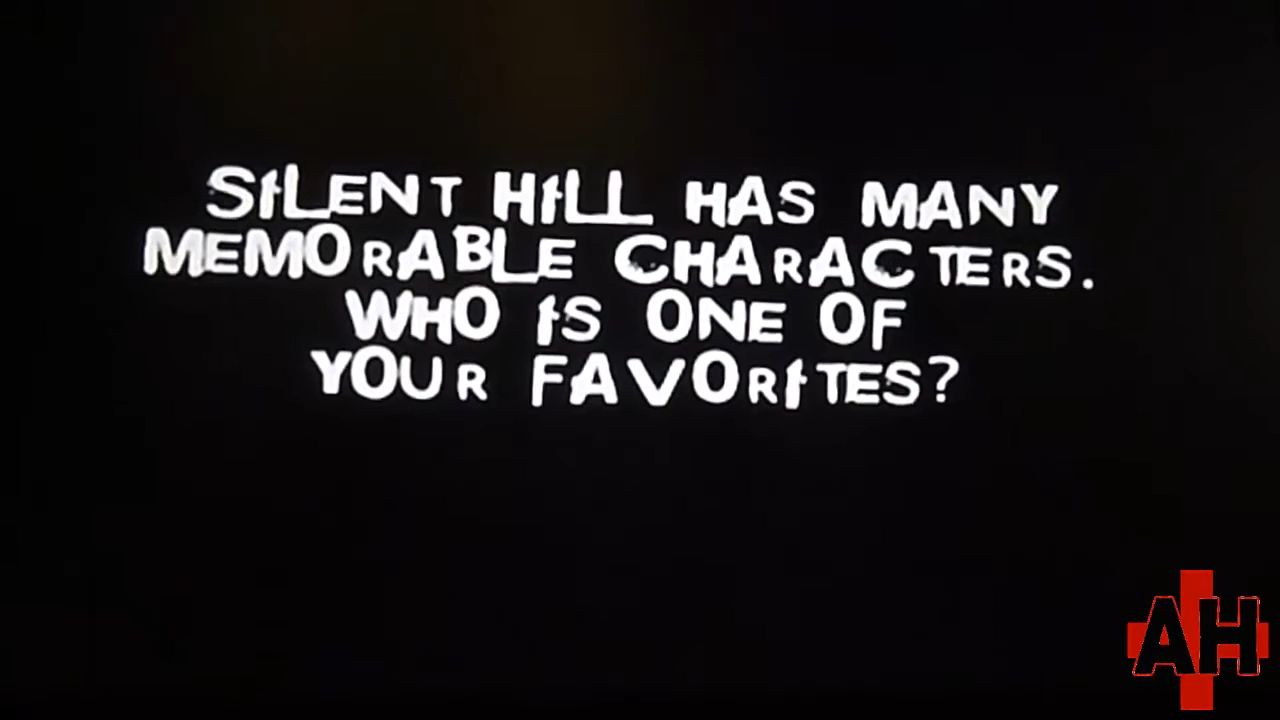 SILENT HILL HAS MANY
MEMORABLE CHARACTERS.
WHO IS ONE OF
YOUR FAVORITES?
AH